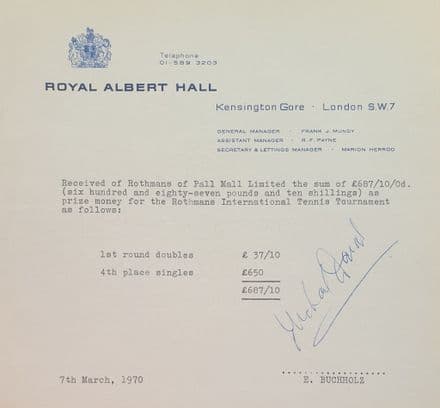 Telephone
01-589 3203
ROYAL ALBERT HALL
Kensington Gore · London S.W.7
GENERAL MANAGER · FRANK J. MUNDY
ASSISTANT MANAGER · R. F. PAYNE
SECRETARY & LETTINGS MANAGER · MARION HERROD
Received of Rothmans of Pall Mall Limited the sum of £687/10/0d.
(six hundred and eighty-seven pounds and ten shillings) as
prize money for the Rothmans International Tennis Tournament
as follows:
1st round doubles £ 37/10
4th place singles £650
£687/10
7th March, 1970
E. BUCHHOLZ